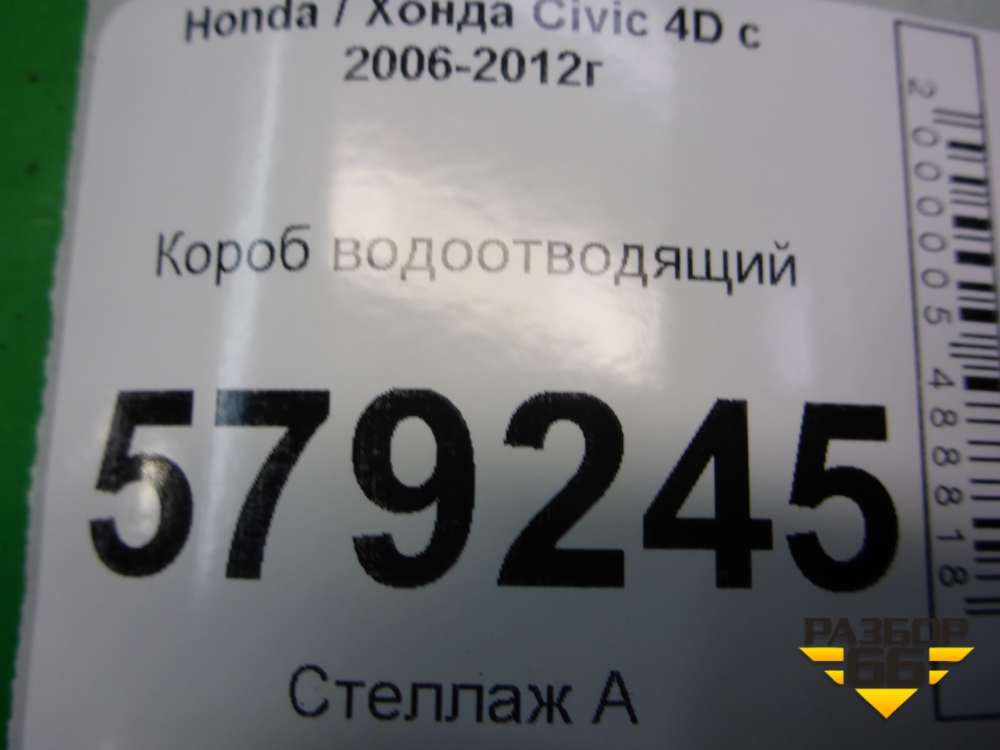 Honda / Хонда Civic 4D с
2006-2012г
Короб водоотводящий
579245
Стеллаж А
2000005488818
РАЗБОР
66